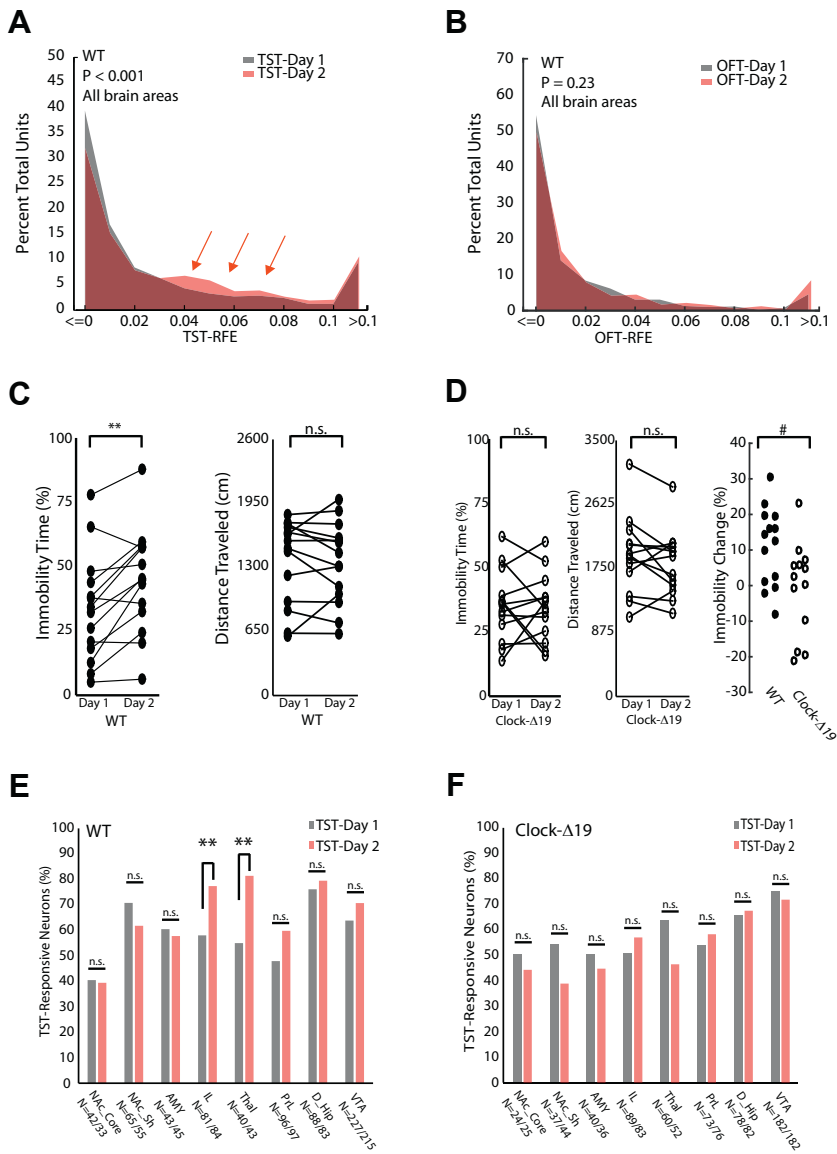 A
50
45
40
35
30
25
20
15
10
5
0
Percent Total Units
WT
P < 0.001
All brain areas
TST-Day 1
TST-Day 2
<=0 0.02 0.04 0.06 0.08 0.1 >0.1
TST-RFE
B
70
60
50
40
30
20
10
0
Percent Total Units
WT
P = 0.23
All brain areas
OFT-Day 1
OFT-Day 2
<=0 0.02 0.04 0.06 0.08 0.1 >0.1
OFT-RFE
C
100
75
50
25
0
Immobility Time (%)
**
Day 1 Day 2
WT
2600
1950
1300
650
0
Distance Traveled (cm)
n.s.
Day 1 Day 2
WT
D
100
75
50
25
0
Immobility Time (%)
n.s.
Day 1 Day 2
Clock-Δ19
3500
2625
1750
875
0
Distance Traveled (cm)
n.s.
Day 1 Day 2
Clock-Δ19
40
30
20
10
0
-10
-20
-30
Immobility Change (%)
#
WT
Clock-Δ19
E
100
90
80
70
60
50
40
30
20
10
0
TST-Responsive Neurons (%)
WT
TST-Day 1
TST-Day 2
n.s.
n.s.
n.s.
**
**
n.s.
n.s.
n.s.
NAc_Core
N=42/33
NAc_Sh
N=65/55
AMY
N=43/45
IL
N=81/84
Thal
N=40/43
PrL
N=96/97
D_Hip
N=88/83
VTA
N=227/215
F
100
90
80
70
60
50
40
30
20
10
0
TST-Responsive Neurons (%)
Clock-Δ19
TST-Day 1
TST-Day 2
n.s.
n.s.
n.s.
n.s.
n.s.
n.s.
n.s.
n.s.
NAc_Core
N=24/25
NAc_Sh
N=37/44
AMY
N=40/36
IL
N=89/83
Thal
N=60/52
PrL
N=73/76
D_Hip
N=78/82
VTA
N=182/182